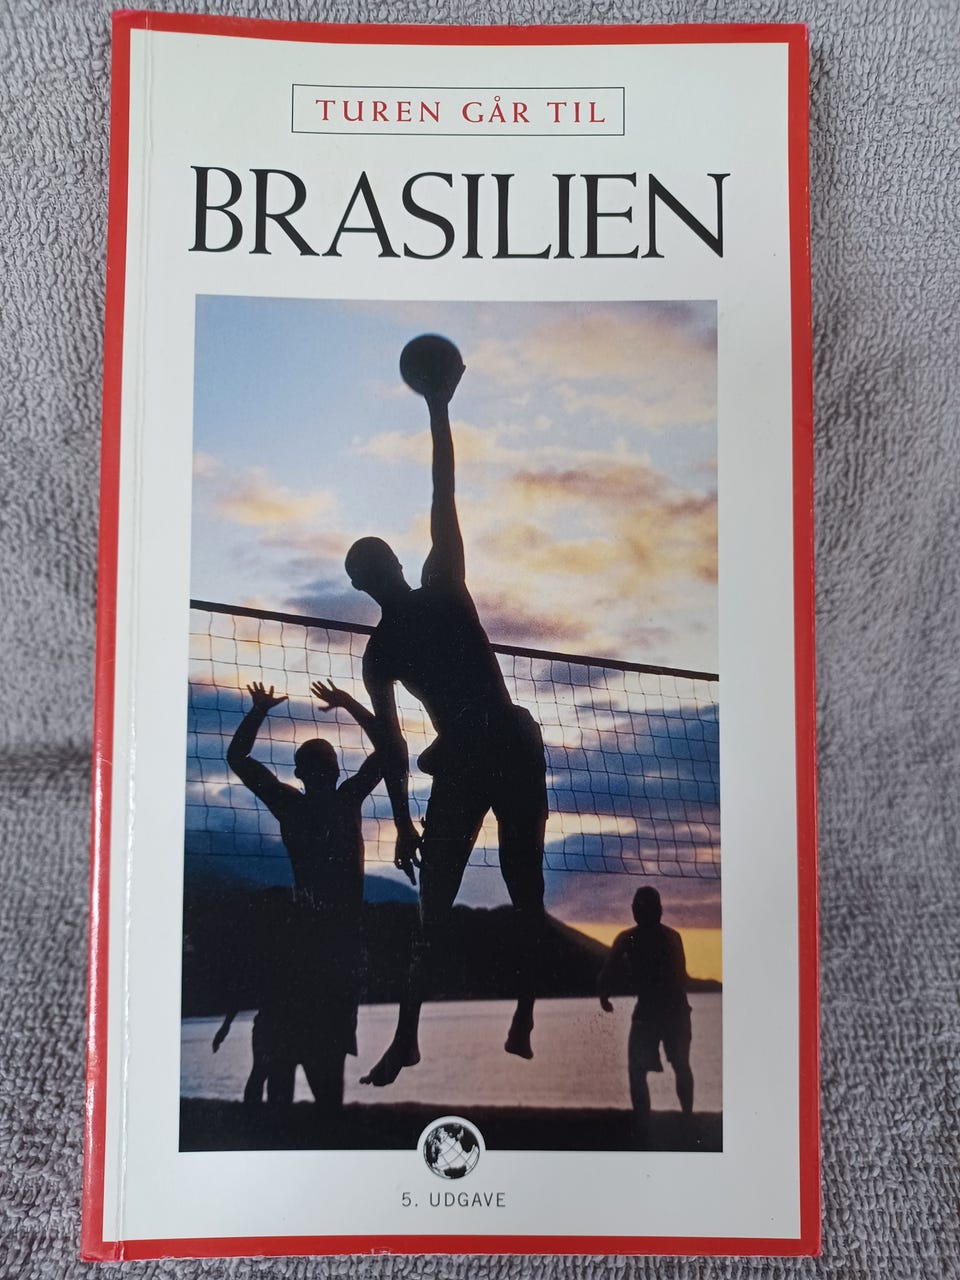 TUREN GÅR TIL
BRASILIEN
5. UDGAVE